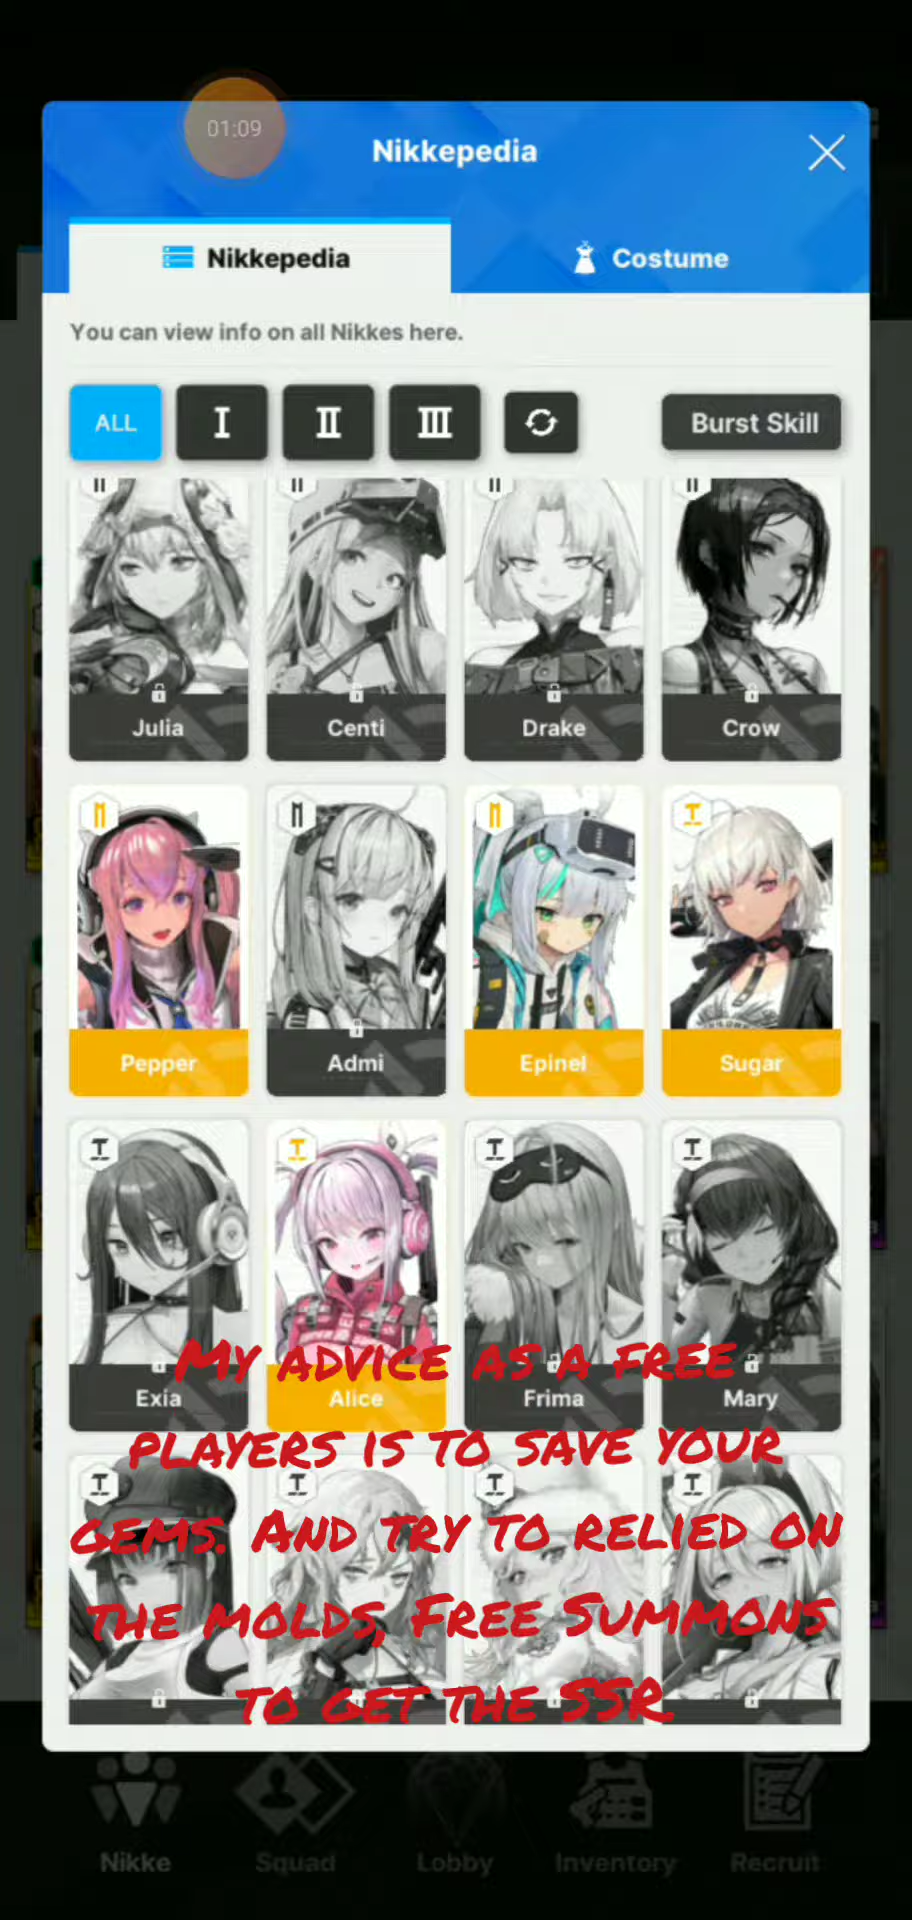 01:09
Nikkepedia
Nikkepedia
Costume
You can view info on all Nikkes here.
ALL I II III Burst Skill
Julia Centi Drake Crow
Pepper Admi Epinel Sugar
Exia Alice Frima Mary
My advice as a free
players is to save your
gems. And try to relied on
the molds, Free Summons
to get the SSR.
Nikke Squad Lobby Inventory Recruit